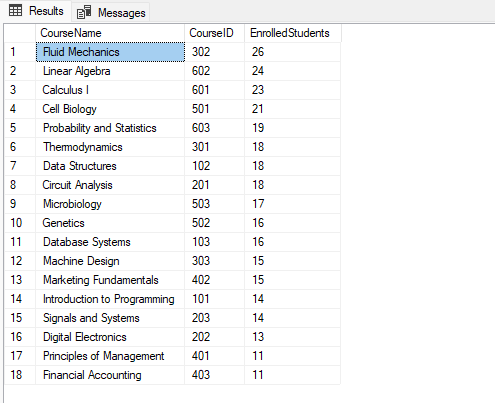 Results Messages
CourseName CourseID EnrolledStudents
1 Fluid Mechanics 302 26
2 Linear Algebra 602 24
3 Calculus I 601 23
4 Cell Biology 501 21
5 Probability and Statistics 603 19
6 Thermodynamics 301 18
7 Data Structures 102 18
8 Circuit Analysis 201 18
9 Microbiology 503 17
10 Genetics 502 16
11 Database Systems 103 16
12 Machine Design 303 15
13 Marketing Fundamentals 402 15
14 Introduction to Programming 101 14
15 Signals and Systems 203 14
16 Digital Electronics 202 13
17 Principles of Management 401 11
18 Financial Accounting 403 11